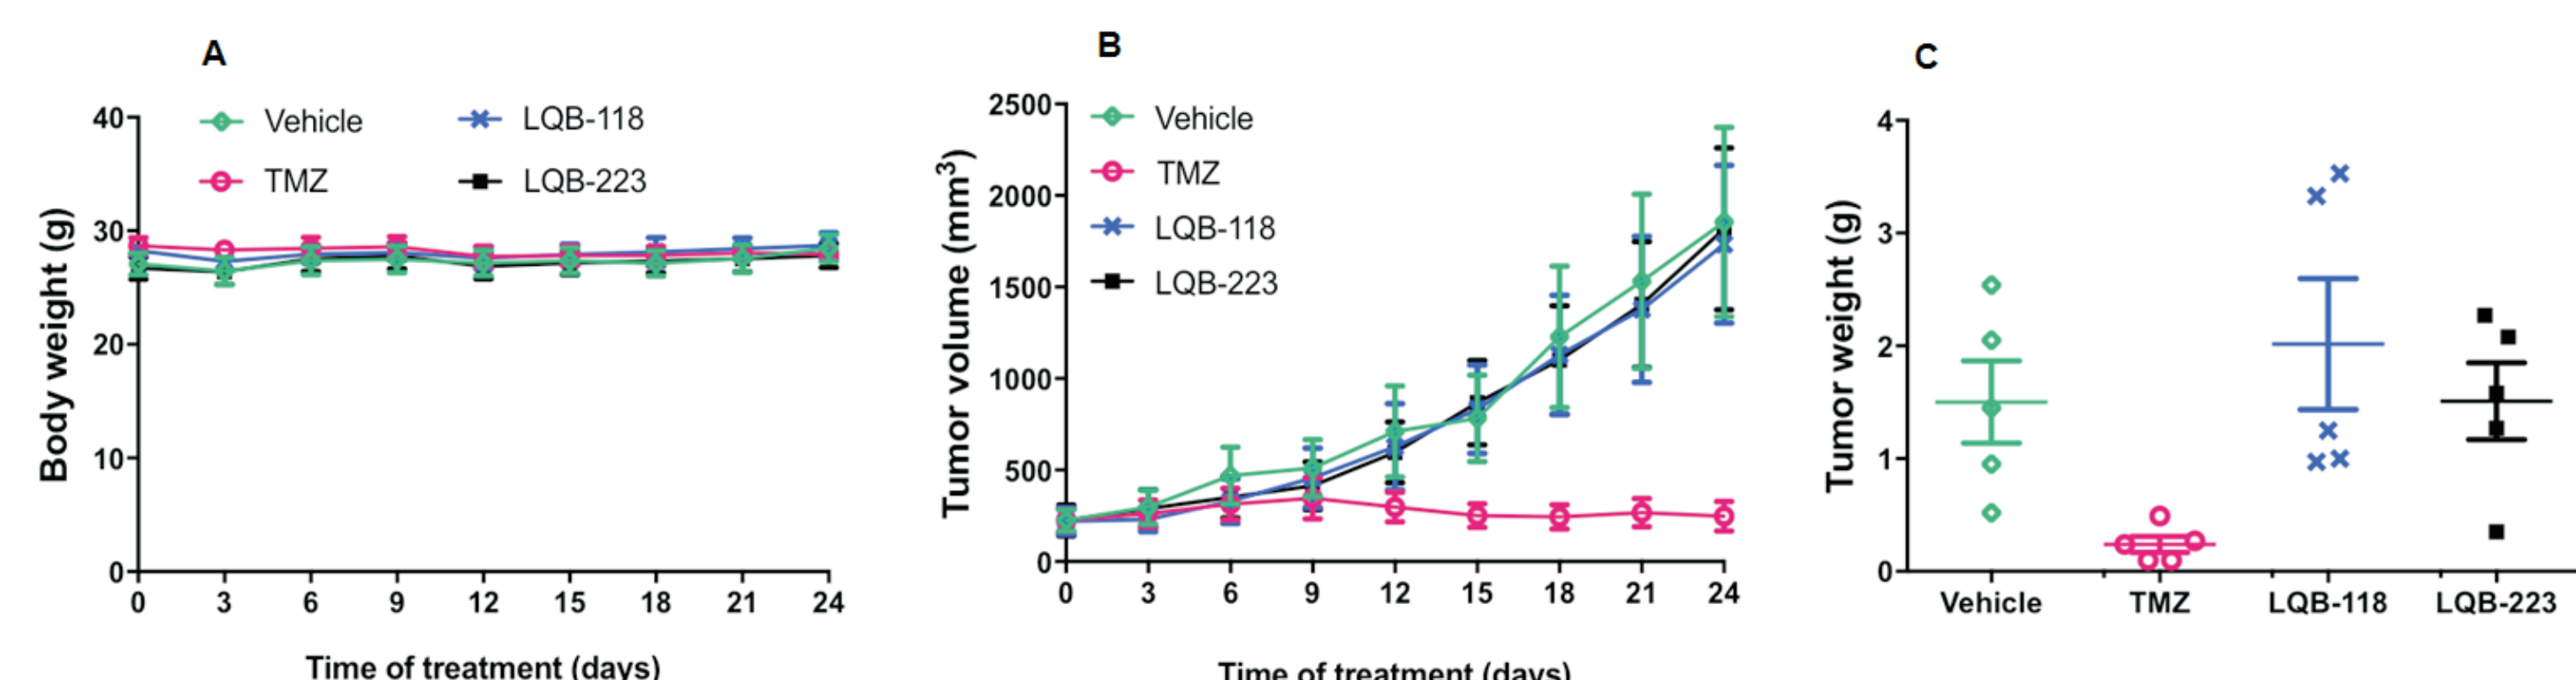 A
Vehicle
LQB-118
TMZ
LQB-223
Body weight (g)
40
30
20
10
0
0 3 6 9 12 15 18 21 24
Time of treatment (days)
B
Vehicle
TMZ
LQB-118
LQB-223
Tumor volume (mm³)
2500
2000
1500
1000
500
0
0 3 6 9 12 15 18 21 24
Time of treatment (days)
C
Tumor weight (g)
4
3
2
1
0
Vehicle TMZ LQB-118 LQB-223